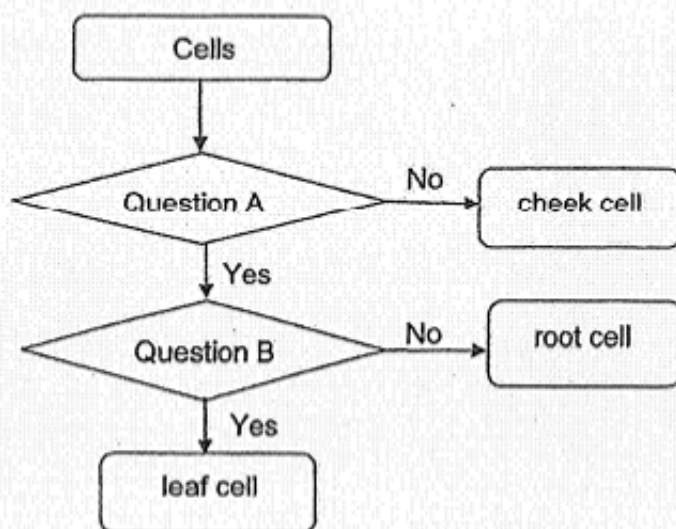 Cells
Question A
No
cheek cell
Yes
Question B
No
root cell
Yes
leaf cell